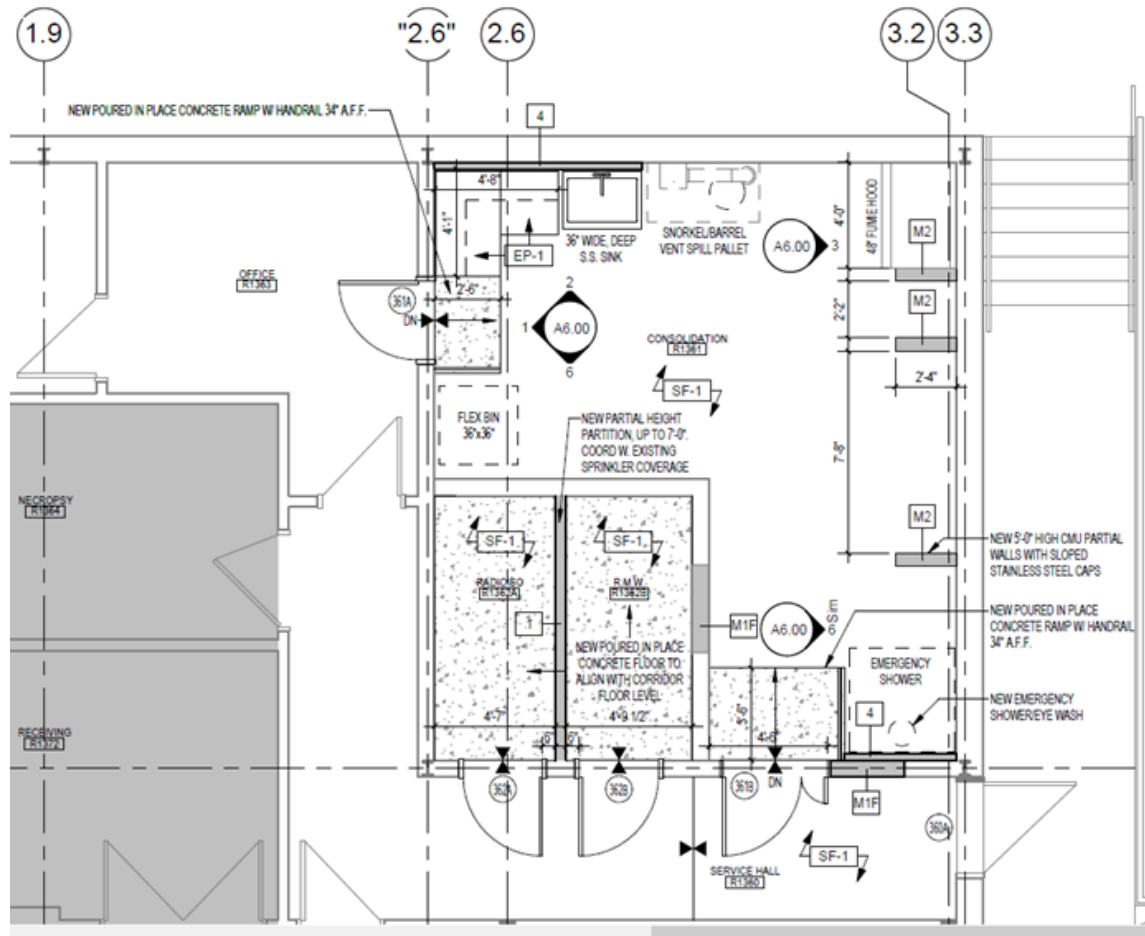 1.9
"2.6"
2.6
3.2
3.3
NEW POURED IN PLACE CONCRETE RAMP W/ HANDRAIL 34" A.F.F.
4
4'-8"
4'-1"
36" WIDE, DEEP
S.S. SINK
SNORKEL/BARREL
VENT SPILL PALLET
A6.00
3
4'-0"
48" FUME HOOD
M2
EP-1
OFFICE
R1363
361A
DN
2'-6"
2
1
A6.00
6
2'-2"
M2
CONSOLIDATION
R1361
SF-1
2'-4"
FLEX BIN
36"x36"
NEW PARTIAL HEIGHT
PARTITION, UP TO 7'-0".
COORD W. EXISTING
SPRINKLER COVERAGE
7'-8"
NECROPSY
R1364
SF-1
SF-1
M2
NEW 5'-0" HIGH CMU PARTIAL
WALLS WITH SLOPED
STAINLESS STEEL CAPS
RADIO ISO
R1362A
R.M.W.
R1362B
1
M1F
A6.00
6
Sim
NEW POURED IN PLACE
CONCRETE RAMP W/ HANDRAIL
34" A.F.F.
NEW POURED IN PLACE
CONCRETE FLOOR TO
ALIGN WITH CORRIDOR
FLOOR LEVEL
EMERGENCY
SHOWER
NEW EMERGENCY
SHOWER/EYE WASH
4
RECEIVING
R1372
4'-7"
4'-9 1/2"
6"
6"
4'-6"
362A
362B
361B
DN
M1F
360A
SF-1
SERVICE HALL
R1360